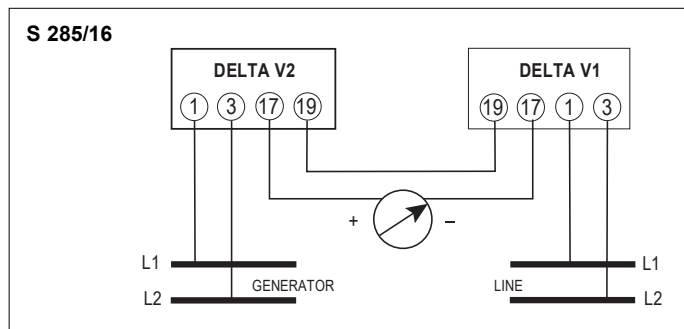 S 285/16
DELTA V2
DELTA V1
1 3 17 19
19 17 1 3
+ –
L1 L1
L2 GENERATOR LINE L2